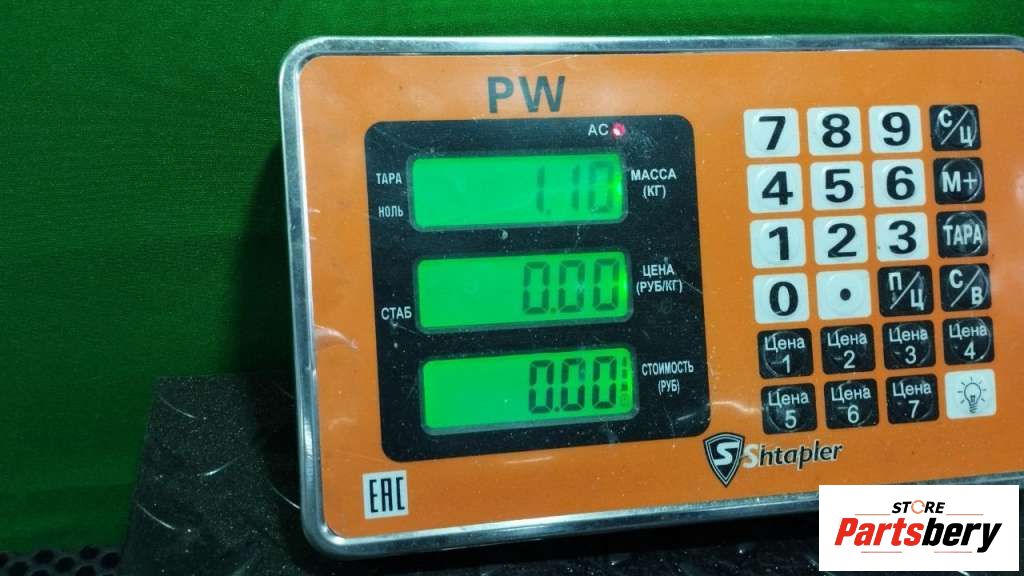 PW
AC
ТАРА
НОЛЬ
1.10
МАССА
(КГ)
СТАБ
0.00
ЦЕНА
(РУБ/КГ)
0.00
СТОИМОСТЬ
(РУБ)
7 8 9 С/Ц
4 5 6 М+
1 2 3 ТАРА
0 . П/Ц С/В
Цена 1 Цена 2 Цена 3 Цена 4
Цена 5 Цена 6 Цена 7
S Shtapler
EAC
STORE
Partsbery